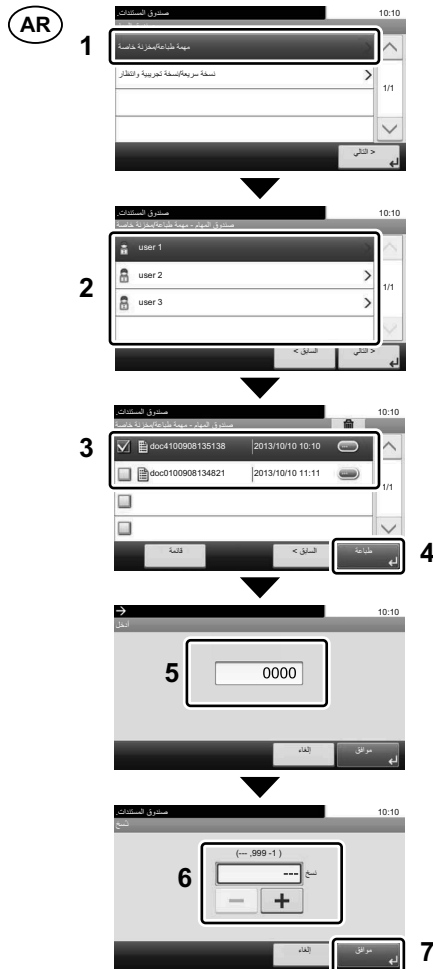 AR
صندوق المستندات. 10:10
1
مهمة طباعة/مخزنة خاصة
نسخة سريعة/نسخة تجريبية وانتظار
1/1
< التالي
صندوق المستندات. 10:10
صندوق المهام - مهمة طباعة/مخزنة خاصة
2
user 1
user 2
user 3
1/1
السابق > < التالي
صندوق المستندات. 10:10
صندوق المهام - مهمة طباعة/مخزنة خاصة
3
doc4100908135138 2013/10/10 10:10
doc0100908134821 2013/10/10 11:11
1/1
قائمة السابق > طباعة
4
10:10
ادخل
5
0000
إلغاء موافق
صندوق المستندات. 10:10
نسخ
6
(--- ,999 -1 )
--- نسخ
− +
إلغاء موافق
7